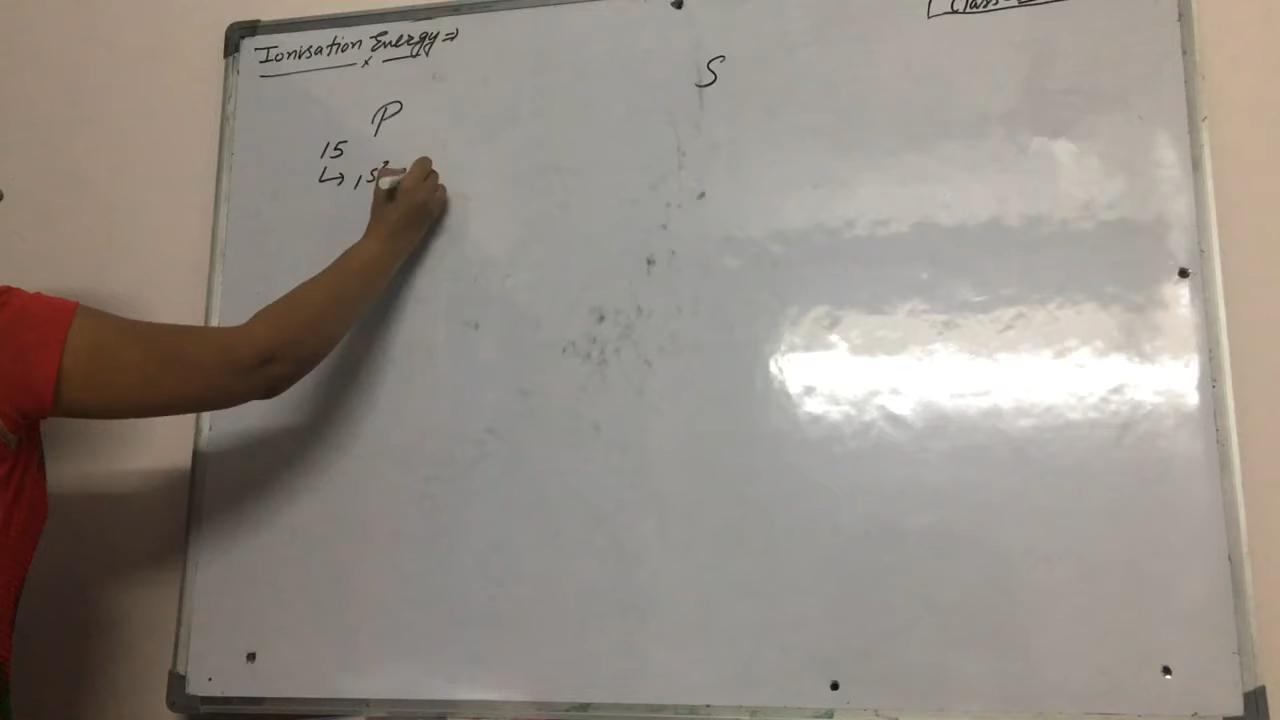 Class-
Ionisation Energy ⇒
S
P
15
↳ 1s²